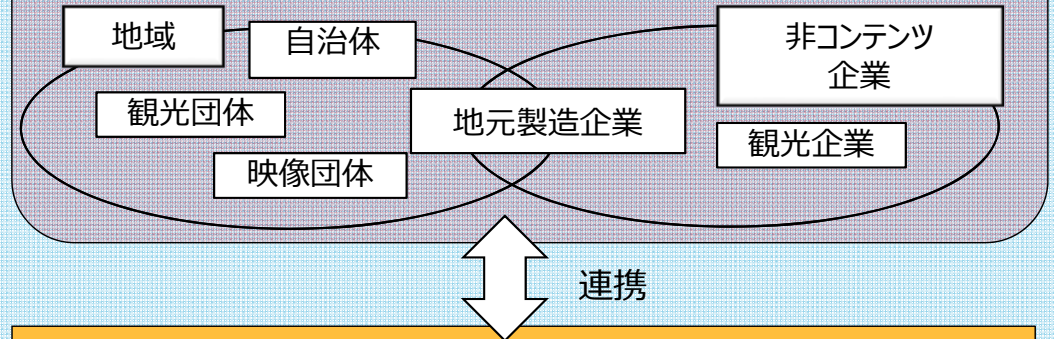 地域
自治体
非コンテンツ
企業
観光団体
地元製造企業
観光企業
映像団体
連携